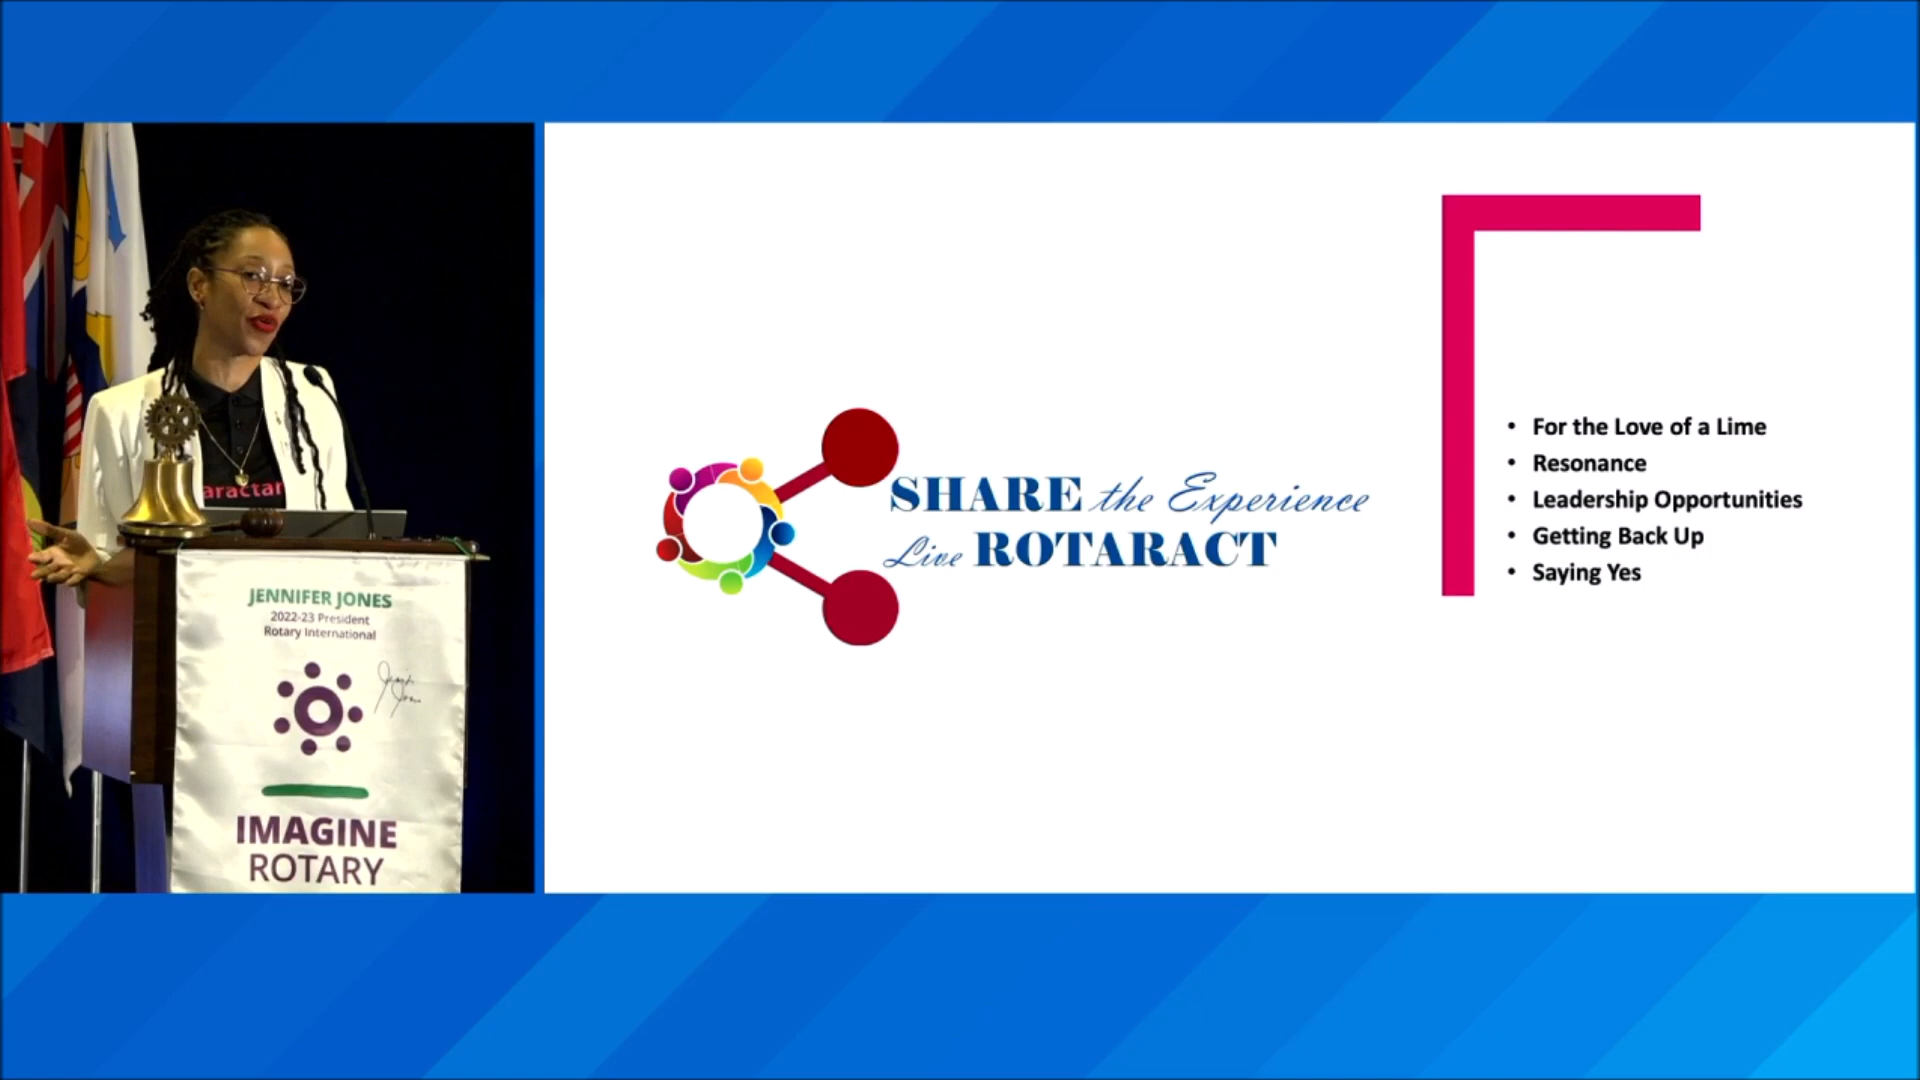 aractar
JENNIFER JONES
2022-23 President
Rotary International
IMAGINE
ROTARY
SHARE the Experience
Live ROTARACT
• For the Love of a Lime
• Resonance
• Leadership Opportunities
• Getting Back Up
• Saying Yes